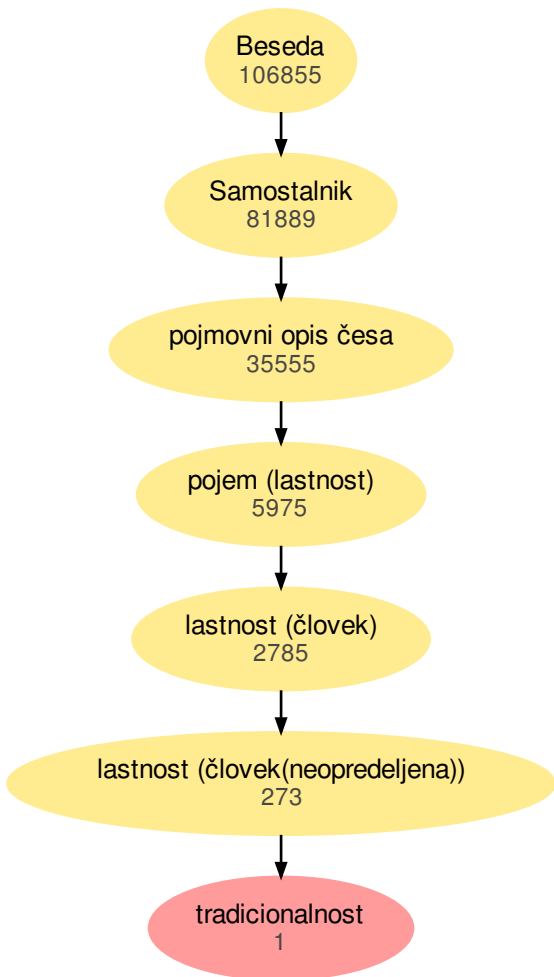 Beseda
106855
Samostalnik
81889
pojmovni opis česa
35555
pojem (lastnost)
5975
lastnost (človek)
2785
lastnost (človek(neopredeljena))
273
tradicionalnost
1